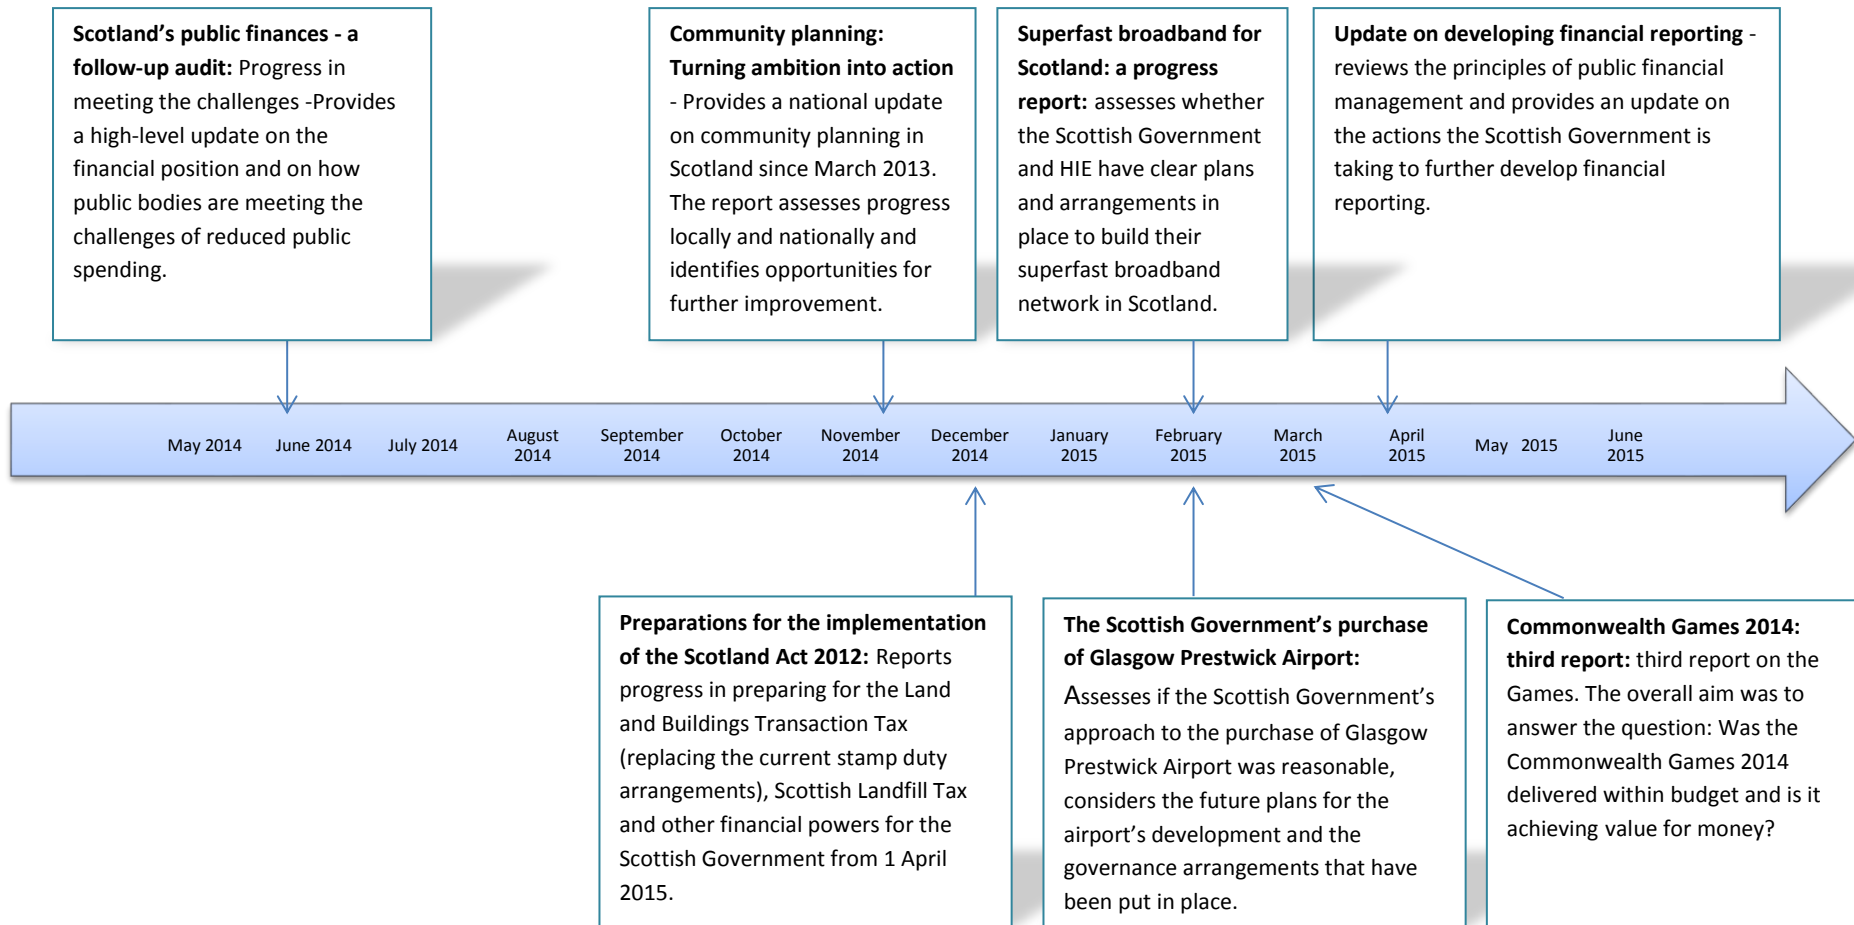 Scotland’s public finances - a
follow-up audit: Progress in
meeting the challenges -Provides
a high-level update on the
financial position and on how
public bodies are meeting the
challenges of reduced public
spending.
Community planning:
Turning ambition into action
- Provides a national update
on community planning in
Scotland since March 2013.
The report assesses progress
locally and nationally and
identifies opportunities for
further improvement.
Superfast broadband for
Scotland: a progress
report: assesses whether
the Scottish Government
and HIE have clear plans
and arrangements in
place to build their
superfast broadband
network in Scotland.
Update on developing financial reporting -
reviews the principles of public financial
management and provides an update on
the actions the Scottish Government is
taking to further develop financial
reporting.
May 2014
June 2014
July 2014
August
2014
September
2014
October
2014
November
2014
December
2014
January
2015
February
2015
March
2015
April
2015
May 2015
June
2015
Preparations for the implementation
of the Scotland Act 2012: Reports
progress in preparing for the Land
and Buildings Transaction Tax
(replacing the current stamp duty
arrangements), Scottish Landfill Tax
and other financial powers for the
Scottish Government from 1 April
2015.
The Scottish Government’s purchase
of Glasgow Prestwick Airport:
Assesses if the Scottish Government’s
approach to the purchase of Glasgow
Prestwick Airport was reasonable,
considers the future plans for the
airport’s development and the
governance arrangements that have
been put in place.
Commonwealth Games 2014:
third report: third report on the
Games. The overall aim was to
answer the question: Was the
Commonwealth Games 2014
delivered within budget and is it
achieving value for money?